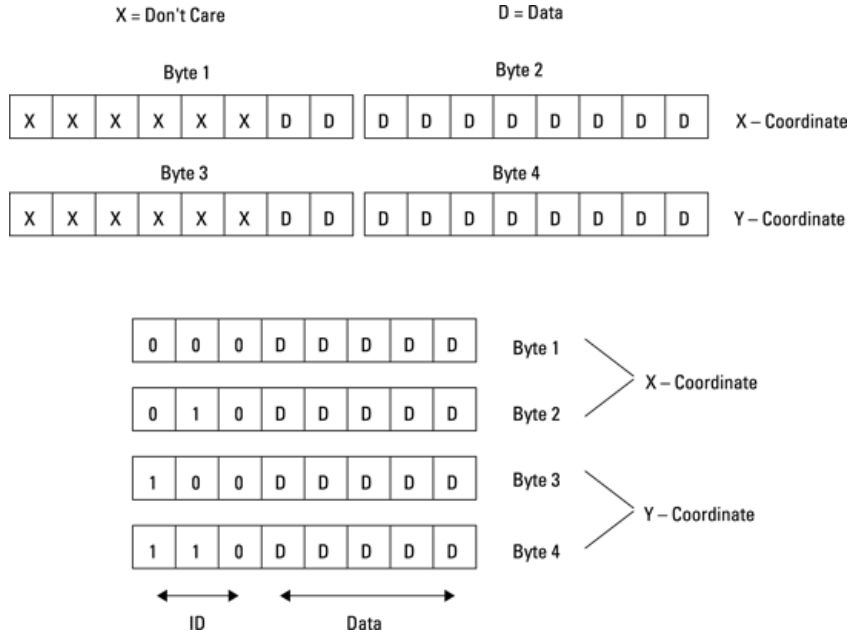 X = Don't Care D = Data
Byte 1 Byte 2
X X X X X X D D D D D D D D D D X – Coordinate
Byte 3 Byte 4
X X X X X X D D D D D D D D D D Y – Coordinate
0 0 0 D D D D D Byte 1
X – Coordinate
0 1 0 D D D D D Byte 2
1 0 0 D D D D D Byte 3
Y – Coordinate
1 1 0 D D D D D Byte 4
ID Data